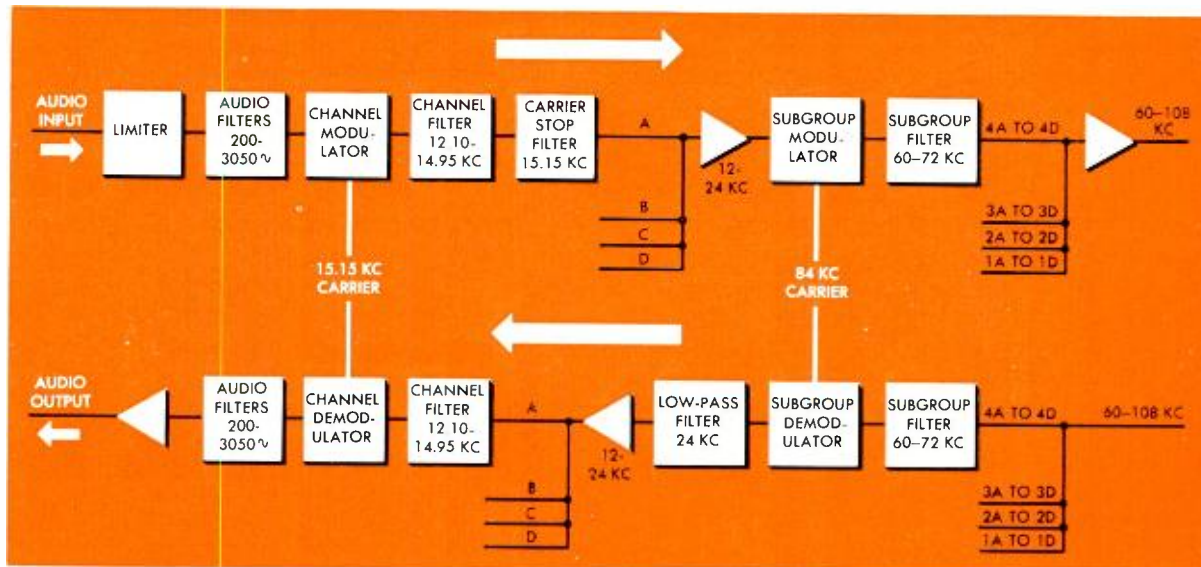 AUDIO
INPUT
LIMITER
AUDIO
FILTERS
200-
3050∿
CHANNEL
MODU-
LATOR
CHANNEL
FILTER
12 10-
14.95 KC
CARRIER
STOP
FILTER
15.15 KC
A
B
C
D
12-
24 KC
SUBGROUP
MODU-
LATOR
SUBGROUP
FILTER
60–72 KC
4A TO 4D
3A TO 3D
2A TO 2D
1A TO 1D
60–108
KC
15.15 KC
CARRIER
84 KC
CARRIER
AUDIO
OUTPUT
AUDIO
FILTERS
200-
3050∿
CHANNEL
DEMOD-
ULATOR
CHANNEL
FILTER
12 10-
14.95 KC
A
B
C
D
12-
24 KC
LOW-PASS
FILTER
24 KC
SUBGROUP
DEMOD-
ULATOR
SUBGROUP
FILTER
60–72 KC
4A TO 4D
3A TO 3D
2A TO 2D
1A TO 1D
60–108 KC